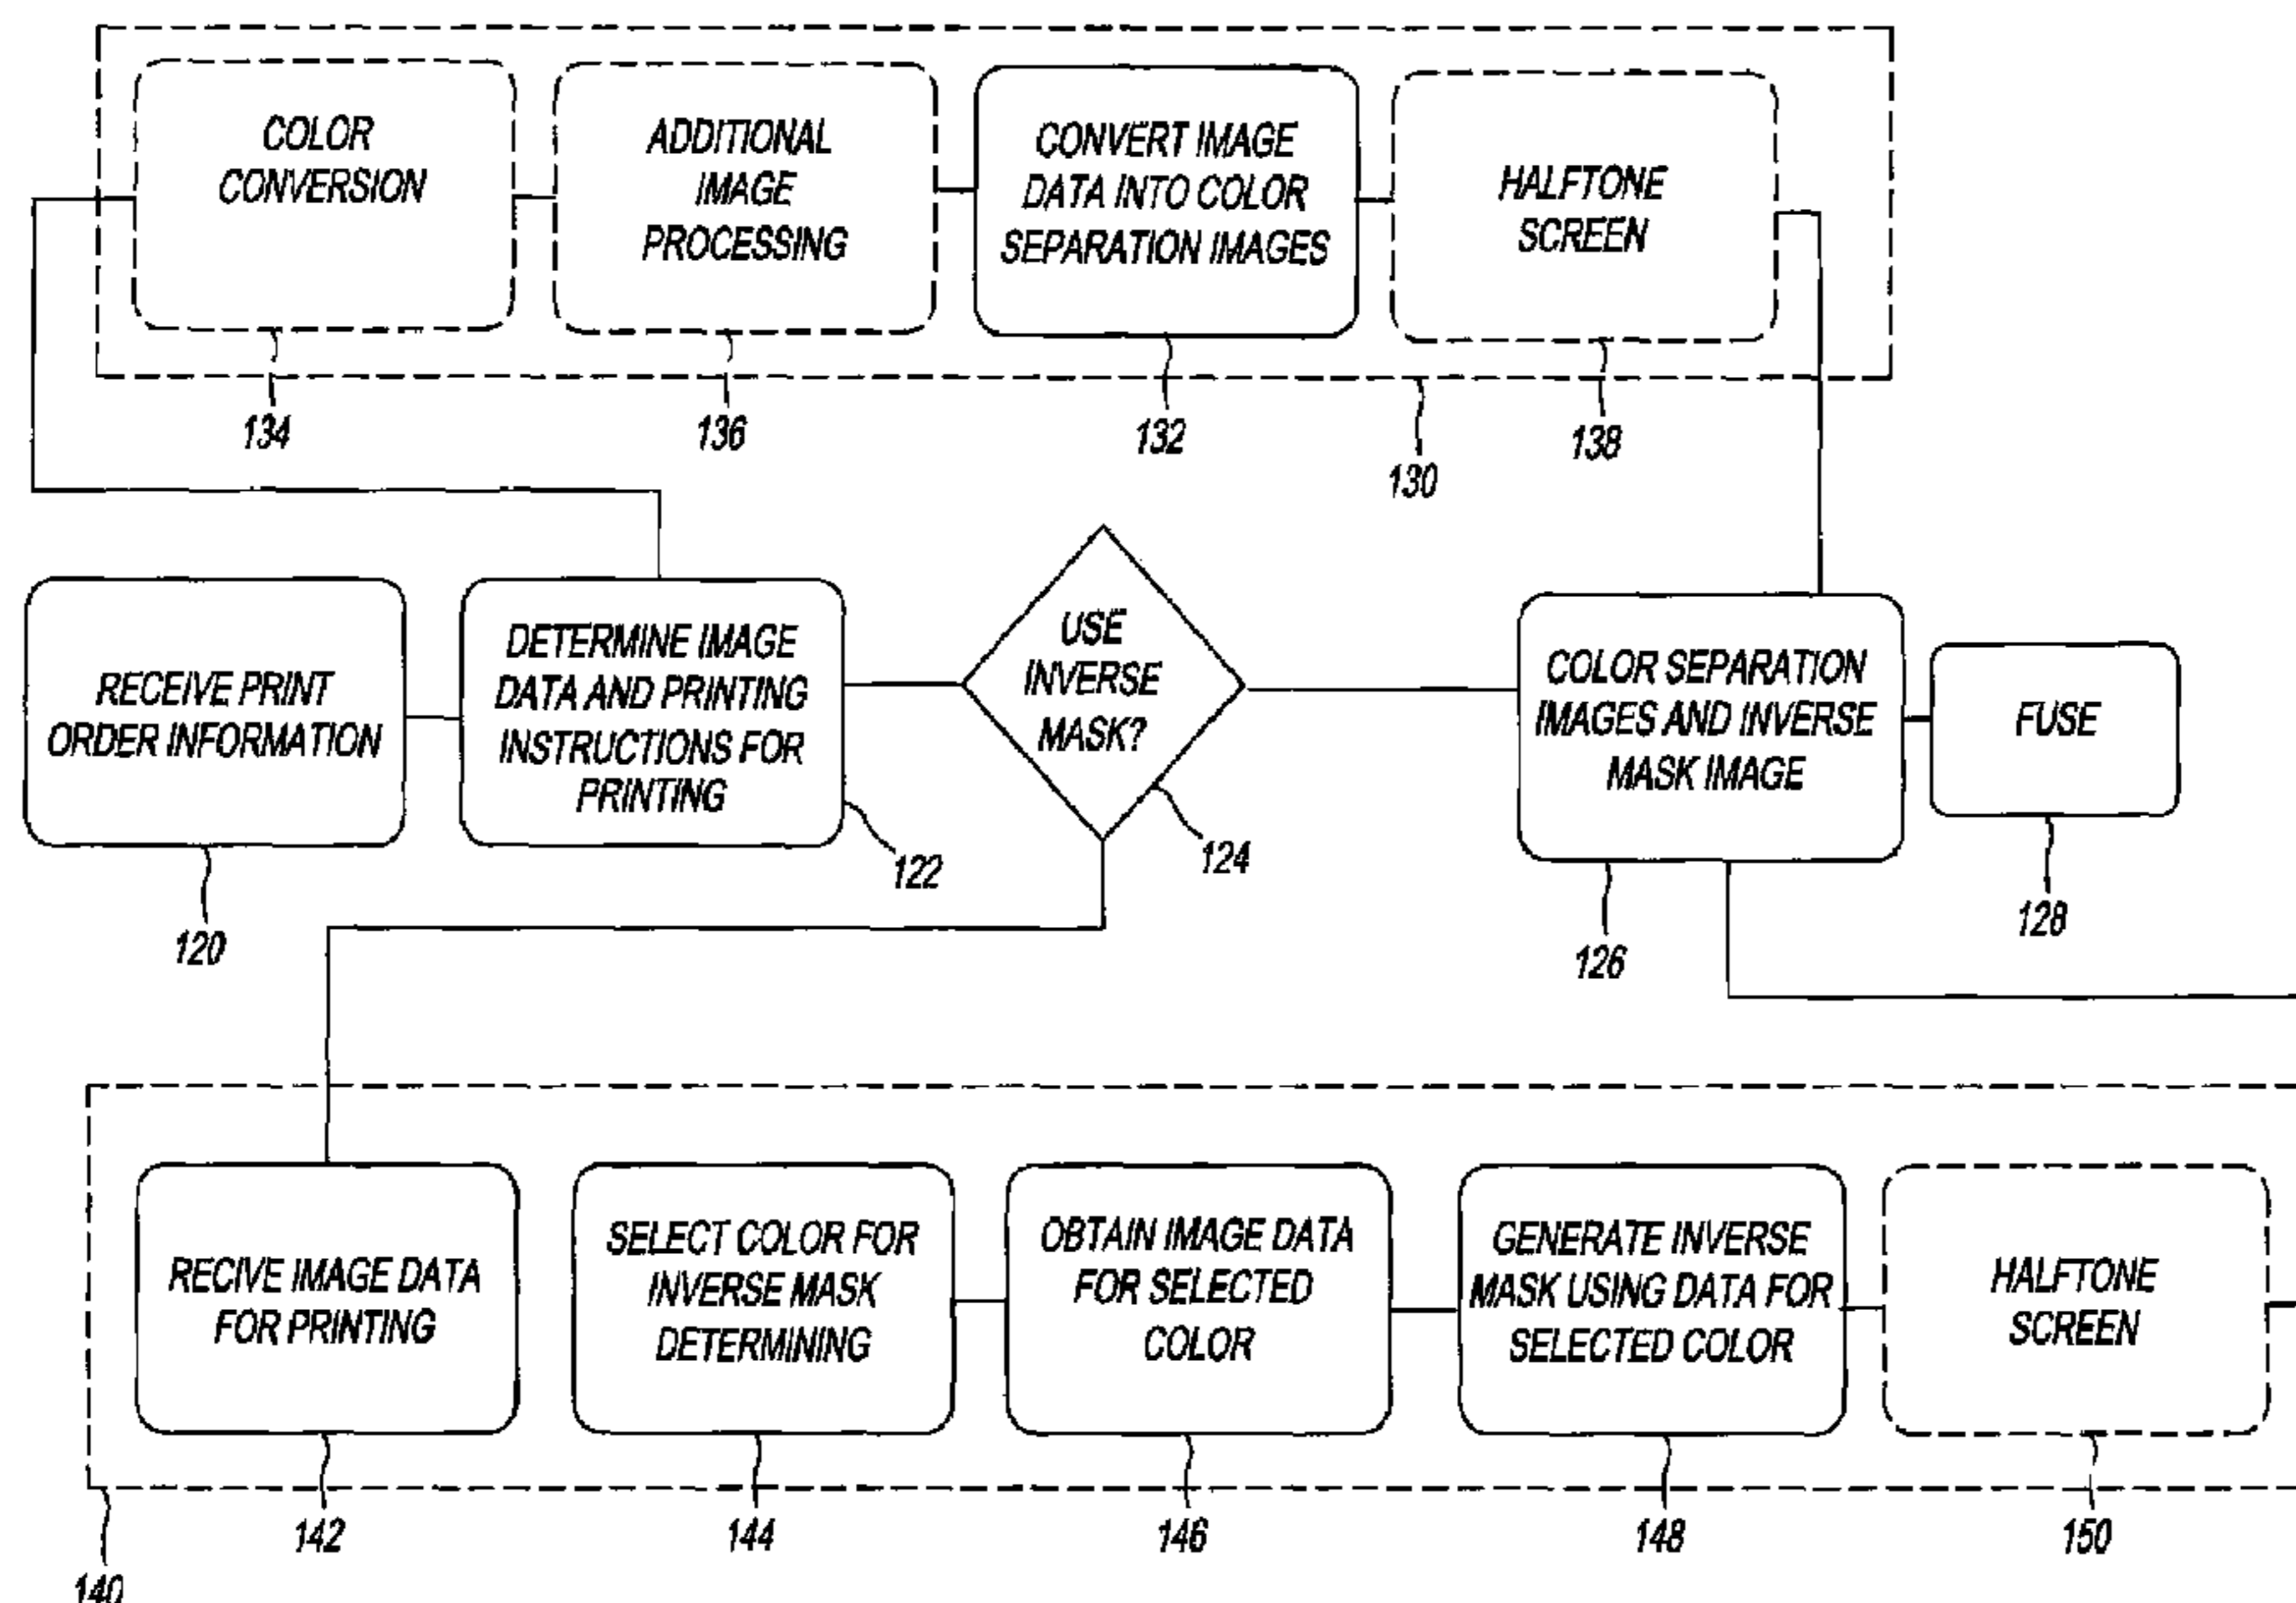 COLOR
CONVERSION
ADDITIONAL
IMAGE
PROCESSING
CONVERT IMAGE
DATA INTO COLOR
SEPARATION IMAGES
HALFTONE
SCREEN
134
136
132
130
138
RECEIVE PRINT
ORDER INFORMATION
DETERMINE IMAGE
DATA AND PRINTING
INSTRUCTIONS FOR
PRINTING
USE
INVERSE
MASK?
COLOR SEPARATION
IMAGES AND INVERSE
MASK IMAGE
FUSE
120
122
124
126
128
RECIVE IMAGE DATA
FOR PRINTING
SELECT COLOR FOR
INVERSE MASK
DETERMINING
OBTAIN IMAGE DATA
FOR SELECTED
COLOR
GENERATE INVERSE
MASK USING DATA FOR
SELECTED COLOR
HALFTONE
SCREEN
142
144
146
148
150
140